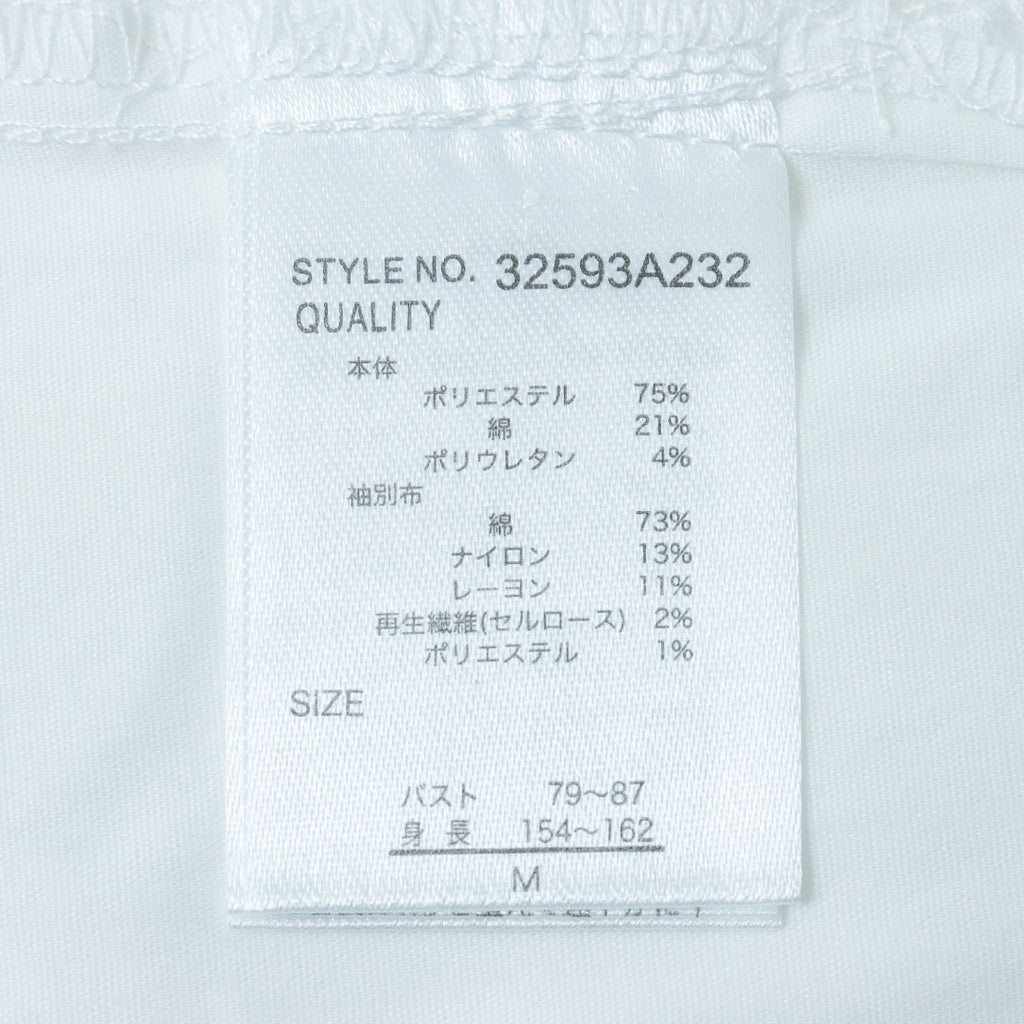 STYLE NO. 32593A232
QUALITY
本体
ポリエステル 75%
綿 21%
ポリウレタン 4%
袖別布
綿 73%
ナイロン 13%
レーヨン 11%
再生繊維(セルロース) 2%
ポリエステル 1%
SiZE
バスト 79〜87
身長 154〜162
M